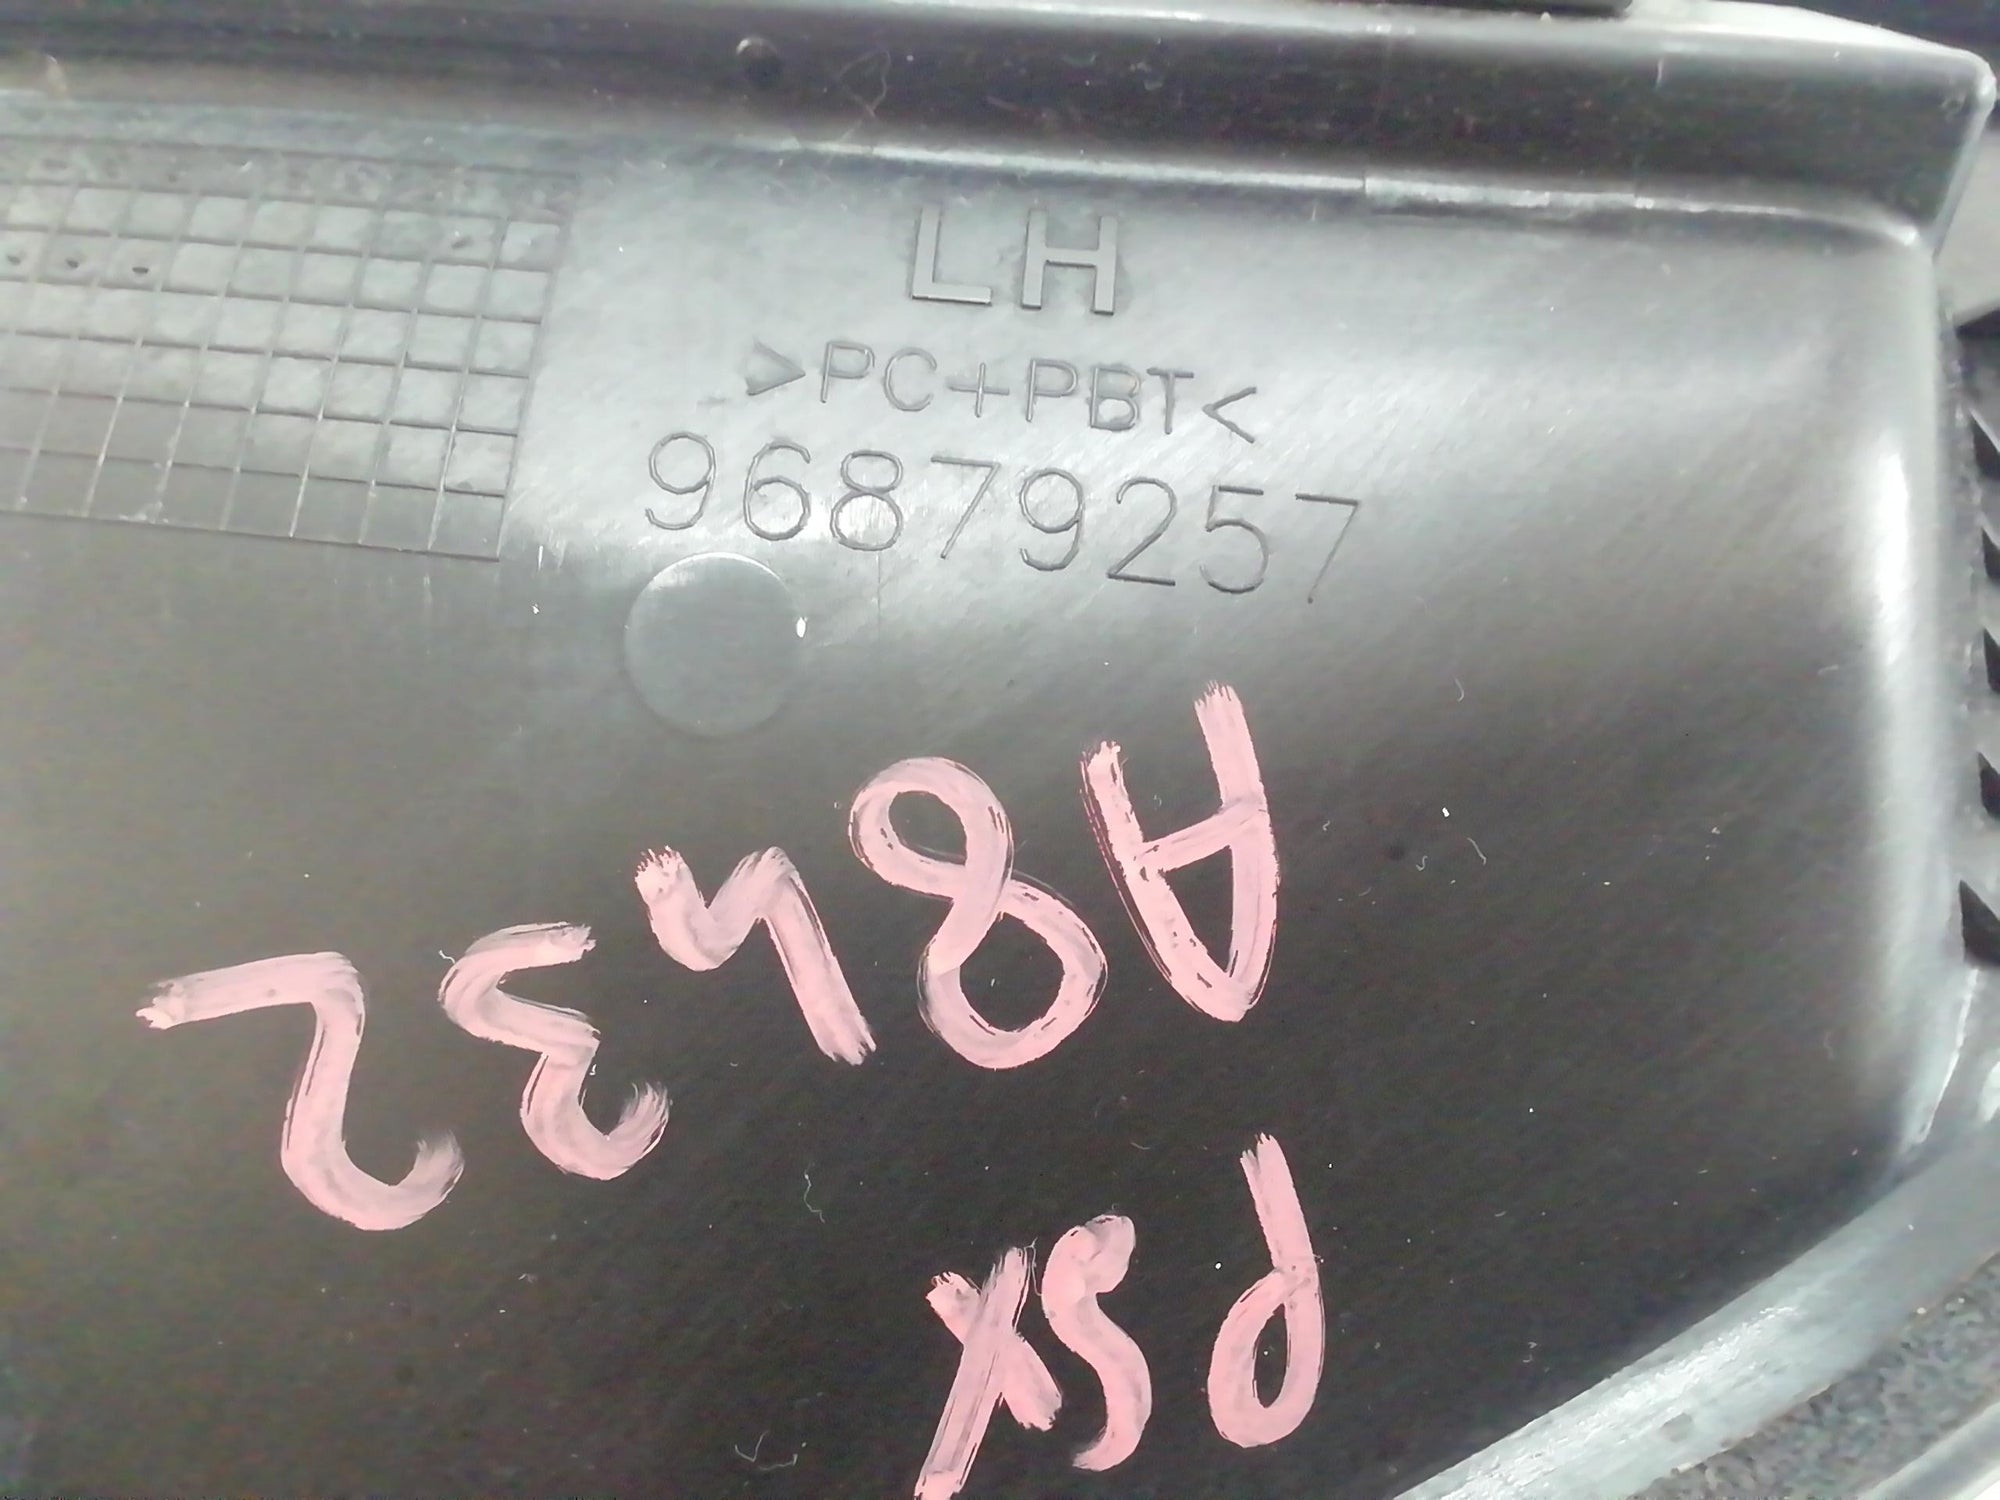 LH
>PC+PBT<
96879257
PSX
A8432